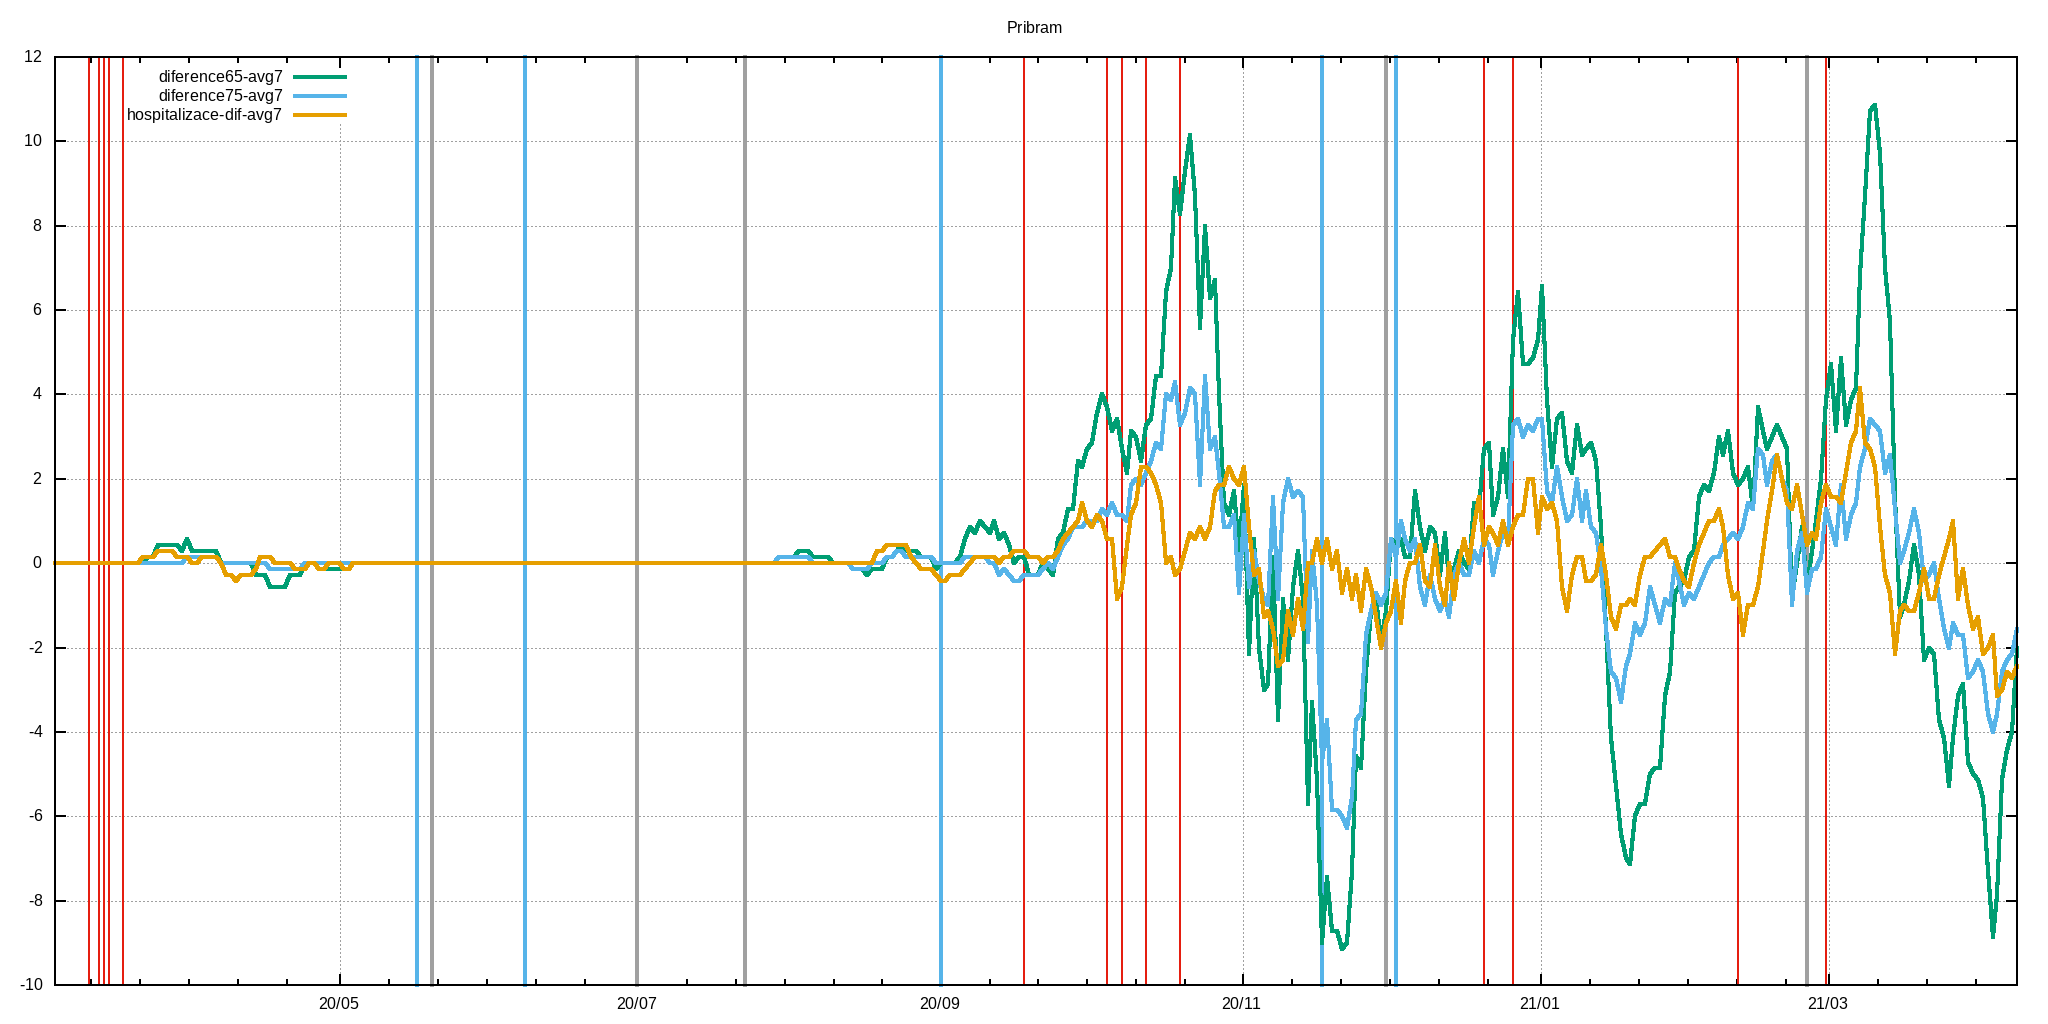 Pribram
12
diference65-avg7
diference75-avg7
hospitalizace-dif-avg7
10
8
6
4
2
0
-2
-4
-6
-8
-10
20/05 20/07 20/09 20/11 21/01 21/03